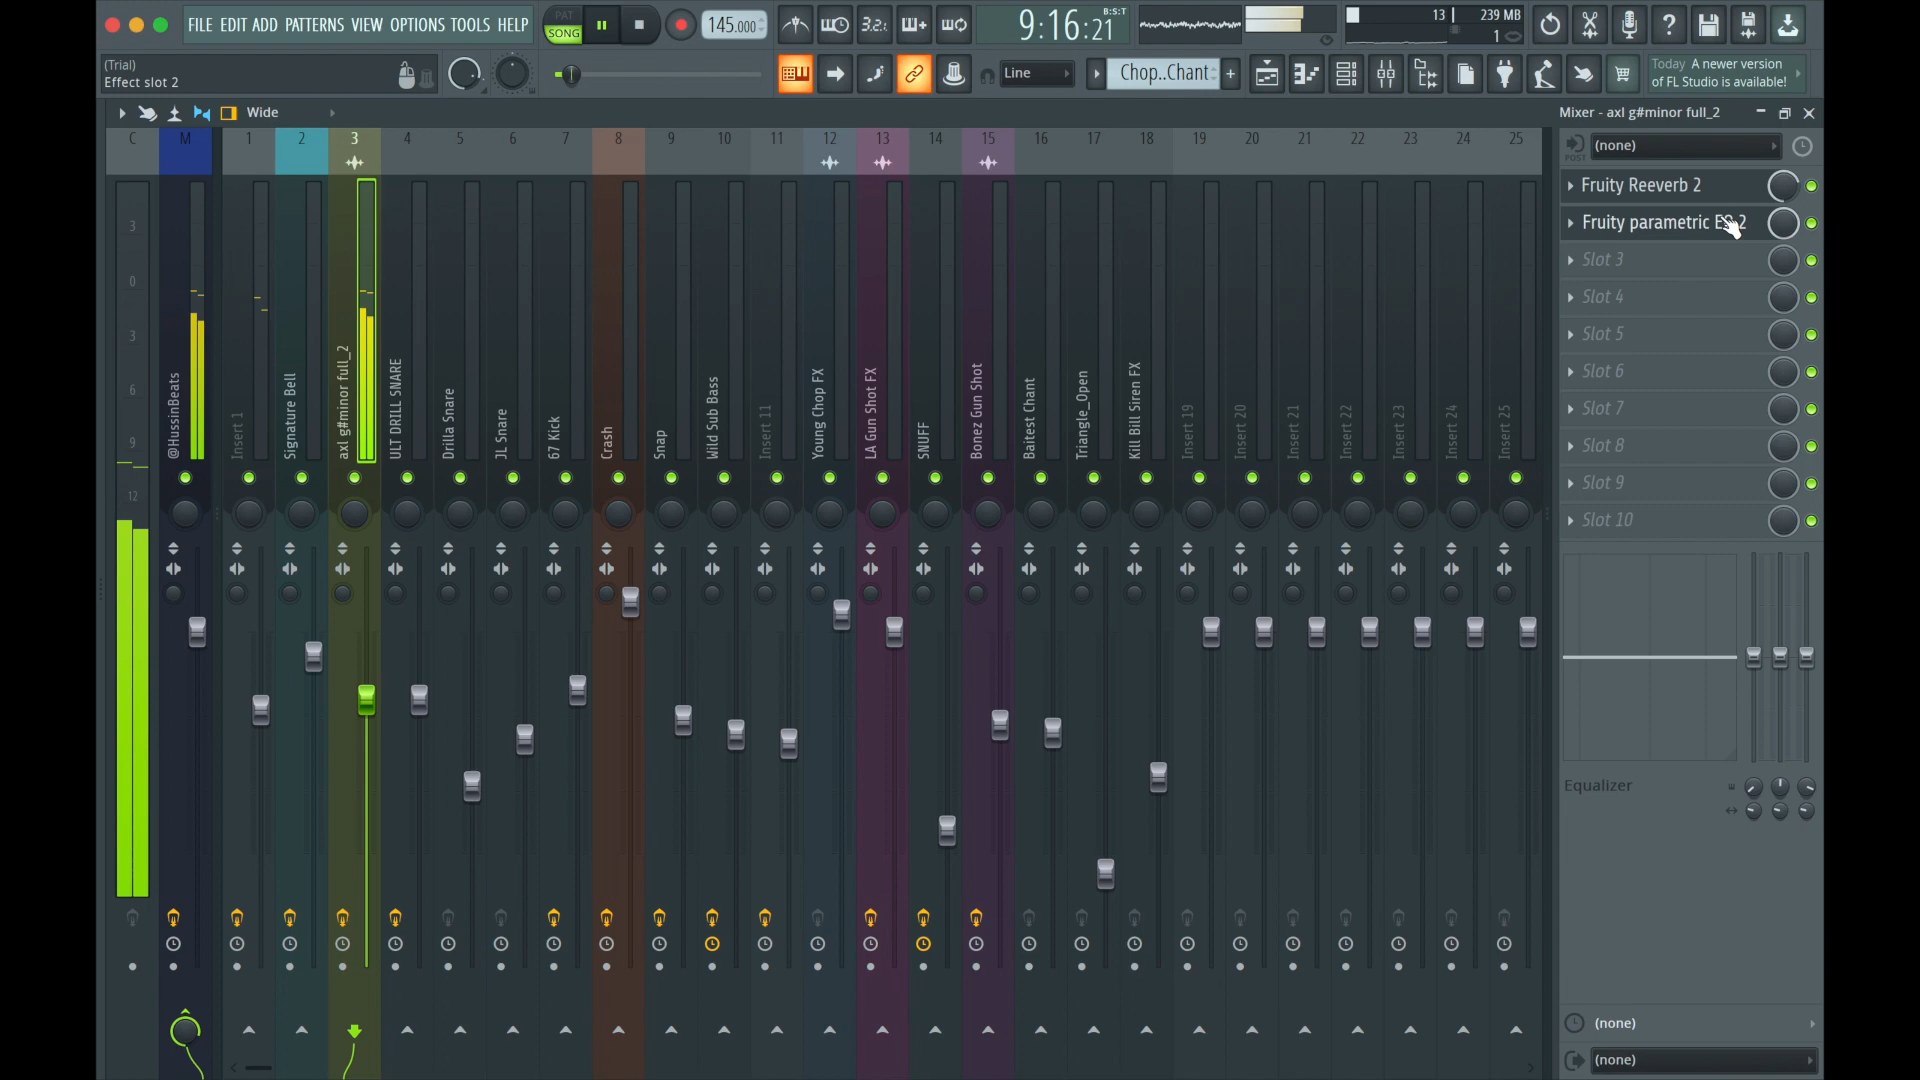 FILE EDIT ADD PATTERNS VIEW OPTIONS TOOLS HELP
PAT
SONG
145.000
3.2.
9:16:21
B:S:T
13
239 MB
1
(Trial)
Effect slot 2
Line
Chop..Chant
Today A newer version
of FL Studio is available!
Wide
Mixer - axl g#minor full_2
C M 1 2 3 4 5 6 7 8 9 10 11 12 13 14 15 16 17 18 19 20 21 22 23 24 25
3
0
3
6
9
12
@HussinBeats
Insert 1
Signature Bell
axl g#minor full_2
ULT DRILL SNARE
Drilla Snare
JL Snare
67 Kick
Crash
Snap
Wild Sub Bass
Insert 11
Young Chop FX
LA Gun Shot FX
SNUFF
Bonez Gun Shot
Baitest Chant
Triangle_Open
Kill Bill Siren FX
Insert 19
Insert 20
Insert 21
Insert 22
Insert 23
Insert 24
Insert 25
POST
(none)
Fruity Reeverb 2
Fruity parametric EQ 2
Slot 3
Slot 4
Slot 5
Slot 6
Slot 7
Slot 8
Slot 9
Slot 10
Equalizer
(none)
(none)